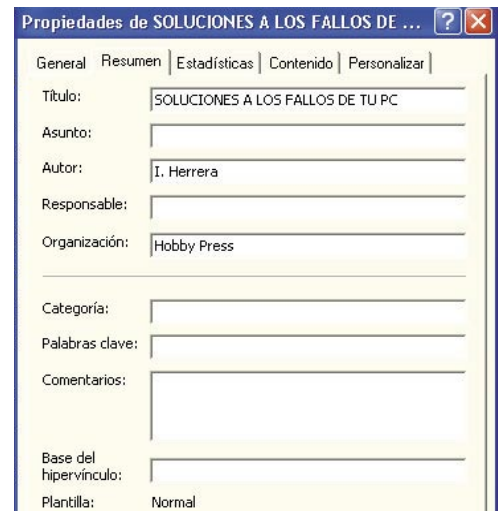 Propiedades de SOLUCIONES A LOS FALLOS DE ... ?
General Resumen Estadísticas Contenido Personalizar
Título: SOLUCIONES A LOS FALLOS DE TU PC
Asunto:
Autor: I. Herrera
Responsable:
Organización: Hobby Press
Categoría:
Palabras clave:
Comentarios:
Base del
hipervínculo:
Plantilla: Normal